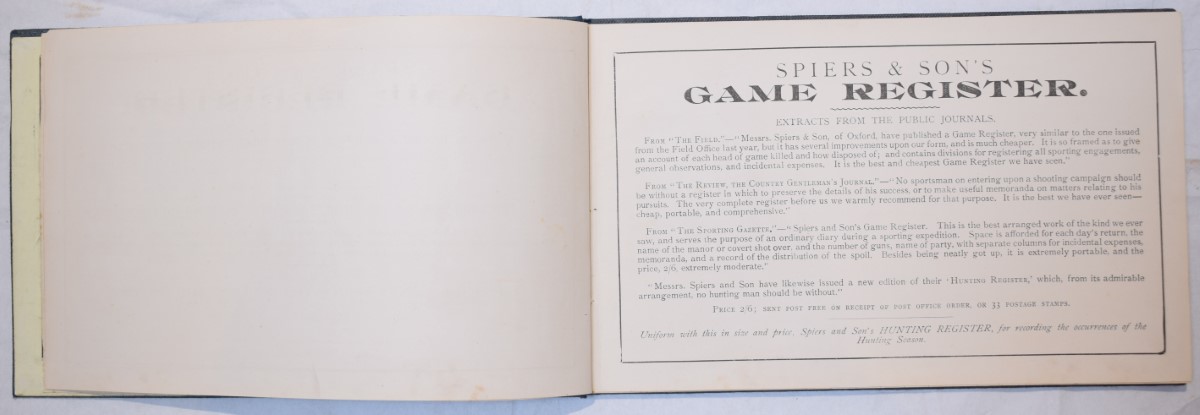 SPIERS & SON'S
GAME REGISTER.
EXTRACTS FROM THE PUBLIC JOURNALS.
FROM "THE FIELD."—"Messrs. Spiers & Son, of Oxford, have published a Game Register, very similar to the one issued
from the Field Office last year, but it has several improvements upon our form, and is much cheaper. It is so framed as to give
an account of each head of game killed and how disposed of; and contains divisions for registering all sporting engagements,
general observations, and incidental expenses. It is the best and cheapest Game Register we have seen."
FROM "THE REVIEW, THE COUNTRY GENTLEMAN'S JOURNAL."—"No sportsman on entering upon a shooting campaign should
be without a register in which to preserve the details of his success, or to make useful memoranda on matters relating to his
pursuits. The very complete register before us we warmly recommend for that purpose. It is the best we have ever seen—
cheap, portable, and comprehensive."
FROM "THE SPORTING GAZETTE,"—"Spiers and Son's Game Register. This is the best arranged work of the kind we ever
saw, and serves the purpose of an ordinary diary during a sporting expedition. Space is afforded for each day's return, the
name of the manor or covert shot over, and the number of guns, name of party, with separate columns for incidental expenses,
memoranda, and a record of the distribution of the spoil. Besides being neatly got up, it is extremely portable, and the
price, 2/6, extremely moderate."
"Messrs. Spiers and Son have likewise issued a new edition of their 'HUNTING REGISTER,' which, from its admirable
arrangement, no hunting man should be without."
PRICE 2/6; SENT POST FREE ON RECEIPT OF POST OFFICE ORDER, OR 33 POSTAGE STAMPS.
Uniform with this in size and price, Spiers and Son's HUNTING REGISTER, for recording the occurrences of the
Hunting Season.